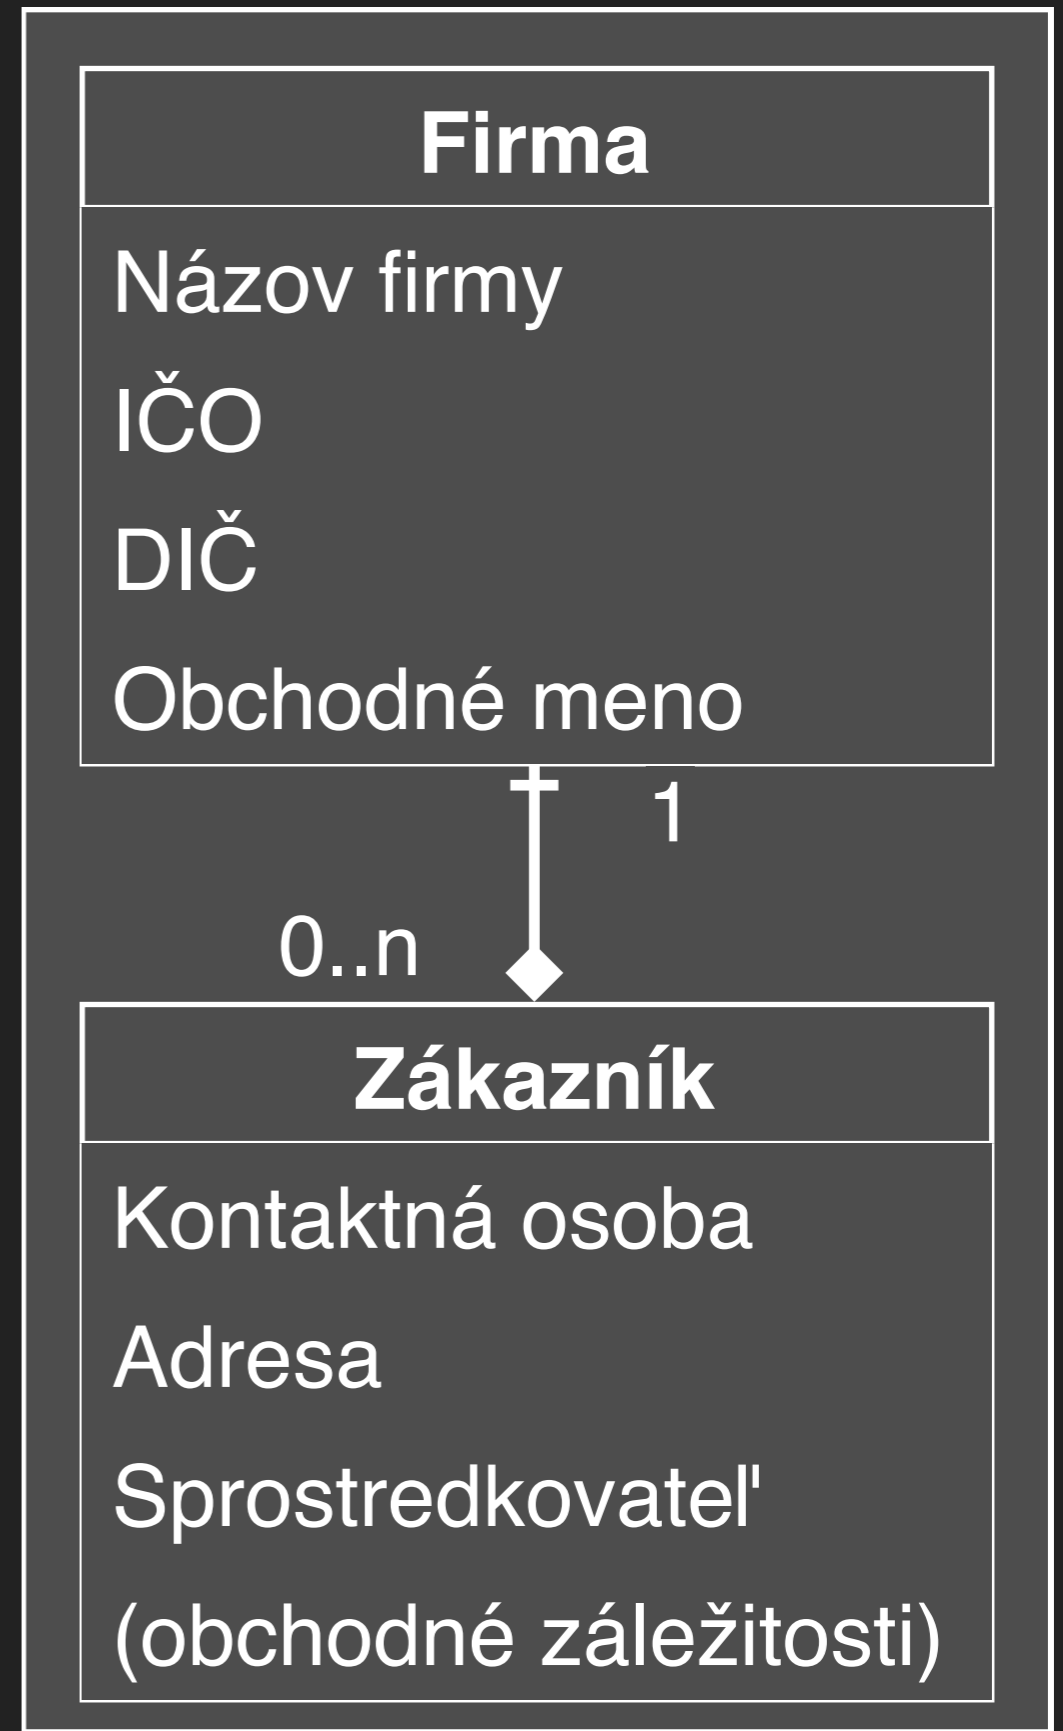 Firma
Názov firmy
IČO
DIČ
Obchodné meno
1
0..n
Zákazník
Kontaktná osoba
Adresa
Sprostredkovateľ
(obchodné záležitosti)